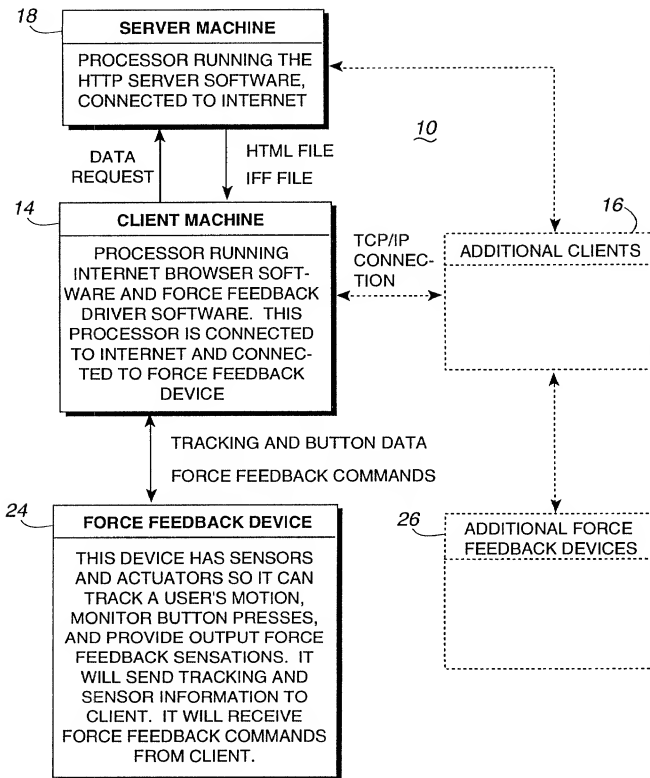 18
SERVER MACHINE
PROCESSOR RUNNING THE
HTTP SERVER SOFTWARE,
CONNECTED TO INTERNET
10
DATA
REQUEST
HTML FILE
IFF FILE
14
CLIENT MACHINE
PROCESSOR RUNNING
INTERNET BROWSER SOFT-
WARE AND FORCE FEEDBACK
DRIVER SOFTWARE. THIS
PROCESSOR IS CONNECTED
TO INTERNET AND CONNEC-
TED TO FORCE FEEDBACK
DEVICE
TCP/IP
CONNEC-
TION
16
ADDITIONAL CLIENTS
TRACKING AND BUTTON DATA
FORCE FEEDBACK COMMANDS
24
FORCE FEEDBACK DEVICE
THIS DEVICE HAS SENSORS
AND ACTUATORS SO IT CAN
TRACK A USER'S MOTION,
MONITOR BUTTON PRESSES,
AND PROVIDE OUTPUT FORCE
FEEDBACK SENSATIONS. IT
WILL SEND TRACKING AND
SENSOR INFORMATION TO
CLIENT. IT WILL RECEIVE
FORCE FEEDBACK COMMANDS
FROM CLIENT.
26
ADDITIONAL FORCE
FEEDBACK DEVICES